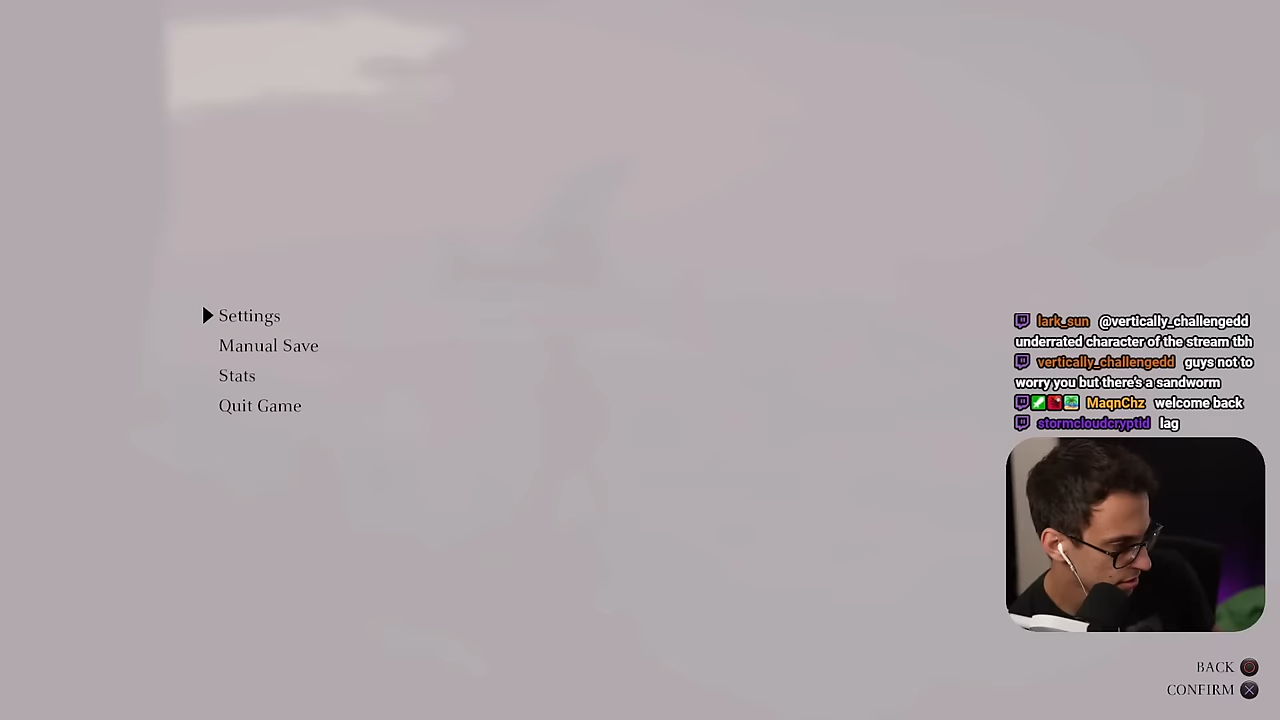 Settings
Manual Save
Stats
Quit Game
lark_sun @vertically_challengedd
underrated character of the stream tbh
vertically_challengedd guys not to
worry you but there's a sandworm
MaqnChz welcome back
stormcloudcryptid lag
BACK
CONFIRM